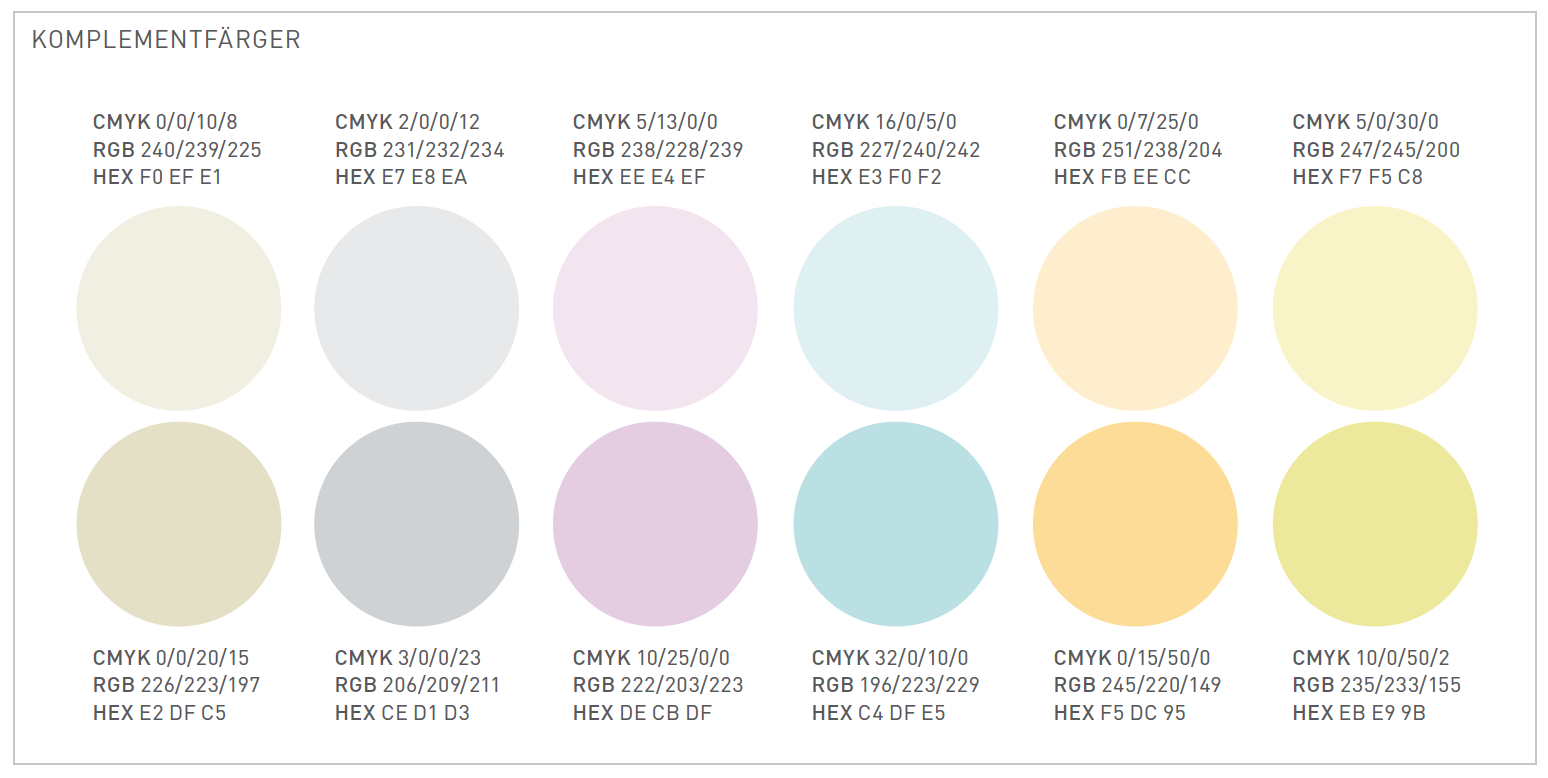 KOMPLEMENTFÄRGER
CMYK 0/0/10/8
RGB 240/239/225
HEX F0 EF E1
CMYK 2/0/0/12
RGB 231/232/234
HEX E7 E8 EA
CMYK 5/13/0/0
RGB 238/228/239
HEX EE E4 EF
CMYK 16/0/5/0
RGB 227/240/242
HEX E3 F0 F2
CMYK 0/7/25/0
RGB 251/238/204
HEX FB EE CC
CMYK 5/0/30/0
RGB 247/245/200
HEX F7 F5 C8
CMYK 0/0/20/15
RGB 226/223/197
HEX E2 DF C5
CMYK 3/0/0/23
RGB 206/209/211
HEX CE D1 D3
CMYK 10/25/0/0
RGB 222/203/223
HEX DE CB DF
CMYK 32/0/10/0
RGB 196/223/229
HEX C4 DF E5
CMYK 0/15/50/0
RGB 245/220/149
HEX F5 DC 95
CMYK 10/0/50/2
RGB 235/233/155
HEX EB E9 9B